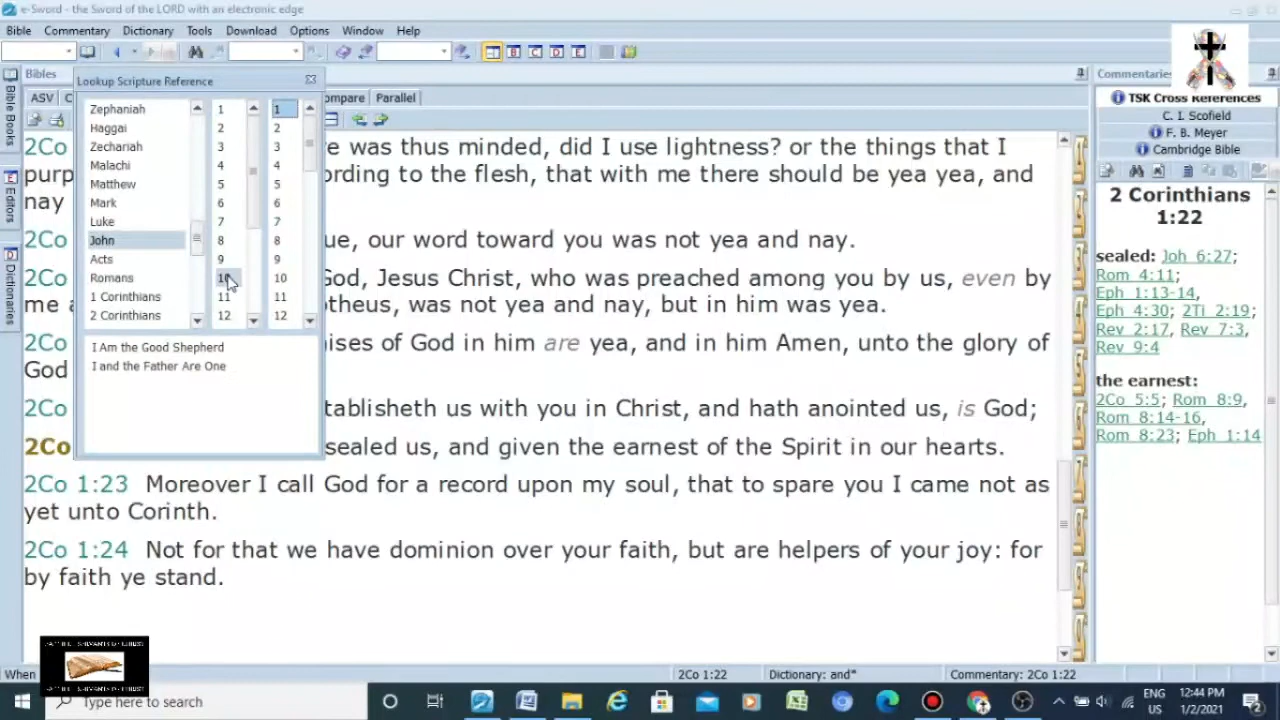 e-Sword - the Sword of the LORD with an electronic edge
Bible Commentary Dictionary Tools Download Options Window Help
Bibles
Commentaries
Lookup Scripture Reference
ASV
ompare Parallel
TSK Cross References
C. I. Scofield
F. B. Meyer
Cambridge Bible
Bible Books
Editors
Dictionaries
Zephaniah 1 1
Haggai 2 2
Zechariah 3 3
Malachi 4 4
Matthew 5 5
Mark 6 6
Luke 7 7
John 8 8
Acts 9 9
Romans 10 10
1 Corinthians 11 11
2 Corinthians 12 12
I Am the Good Shepherd
I and the Father Are One
2Co e was thus minded, did I use lightness? or the things that I
purp ording to the flesh, that with me there should be yea yea, and
nay
2Co ue, our word toward you was not yea and nay.
2Co God, Jesus Christ, who was preached among you by us, even by
me a otheus, was not yea and nay, but in him was yea.
2Co ises of God in him are yea, and in him Amen, unto the glory of
God
2Co tablisheth us with you in Christ, and hath anointed us, is God;
2Co sealed us, and given the earnest of the Spirit in our hearts.
2Co 1:23 Moreover I call God for a record upon my soul, that to spare you I came not as
yet unto Corinth.
2Co 1:24 Not for that we have dominion over your faith, but are helpers of your joy: for
by faith ye stand.
2 Corinthians
1:22
sealed: Joh 6:27;
Rom 4:11;
Eph 1:13-14,
Eph 4:30; 2Ti 2:19;
Rev 2:17, Rev 7:3,
Rev 9:4
the earnest:
2Co 5:5; Rom 8:9,
Rom 8:14-16,
Rom 8:23; Eph 1:14
When
2Co 1:22 Dictionary: and* Commentary: 2Co 1:22
Type here to search
ENG
US
12:44 PM
1/2/2021
2